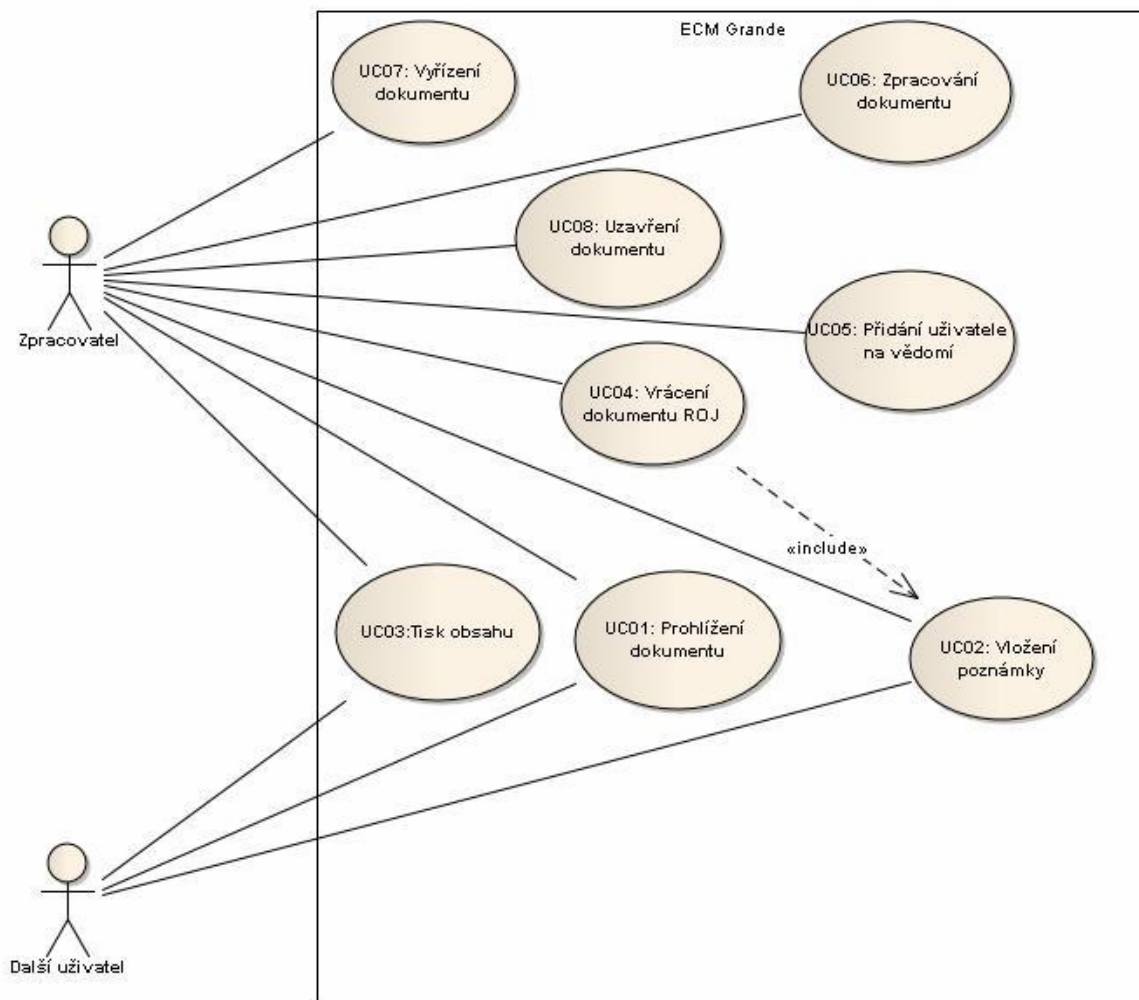 ECM Grande
UC07: Vyřízení
dokumentu
UC06: Zpracování
dokumentu
UC08: Uzavření
dokumentu
Zpracovatel
UC05: Přidání uživatele
na vědomí
UC04: Vrácení
dokumentu ROJ
«include»
UC03:Tisk obsahu
UC01: Prohlížení
dokumentu
UC02: Vložení
poznámky
Další uživatel